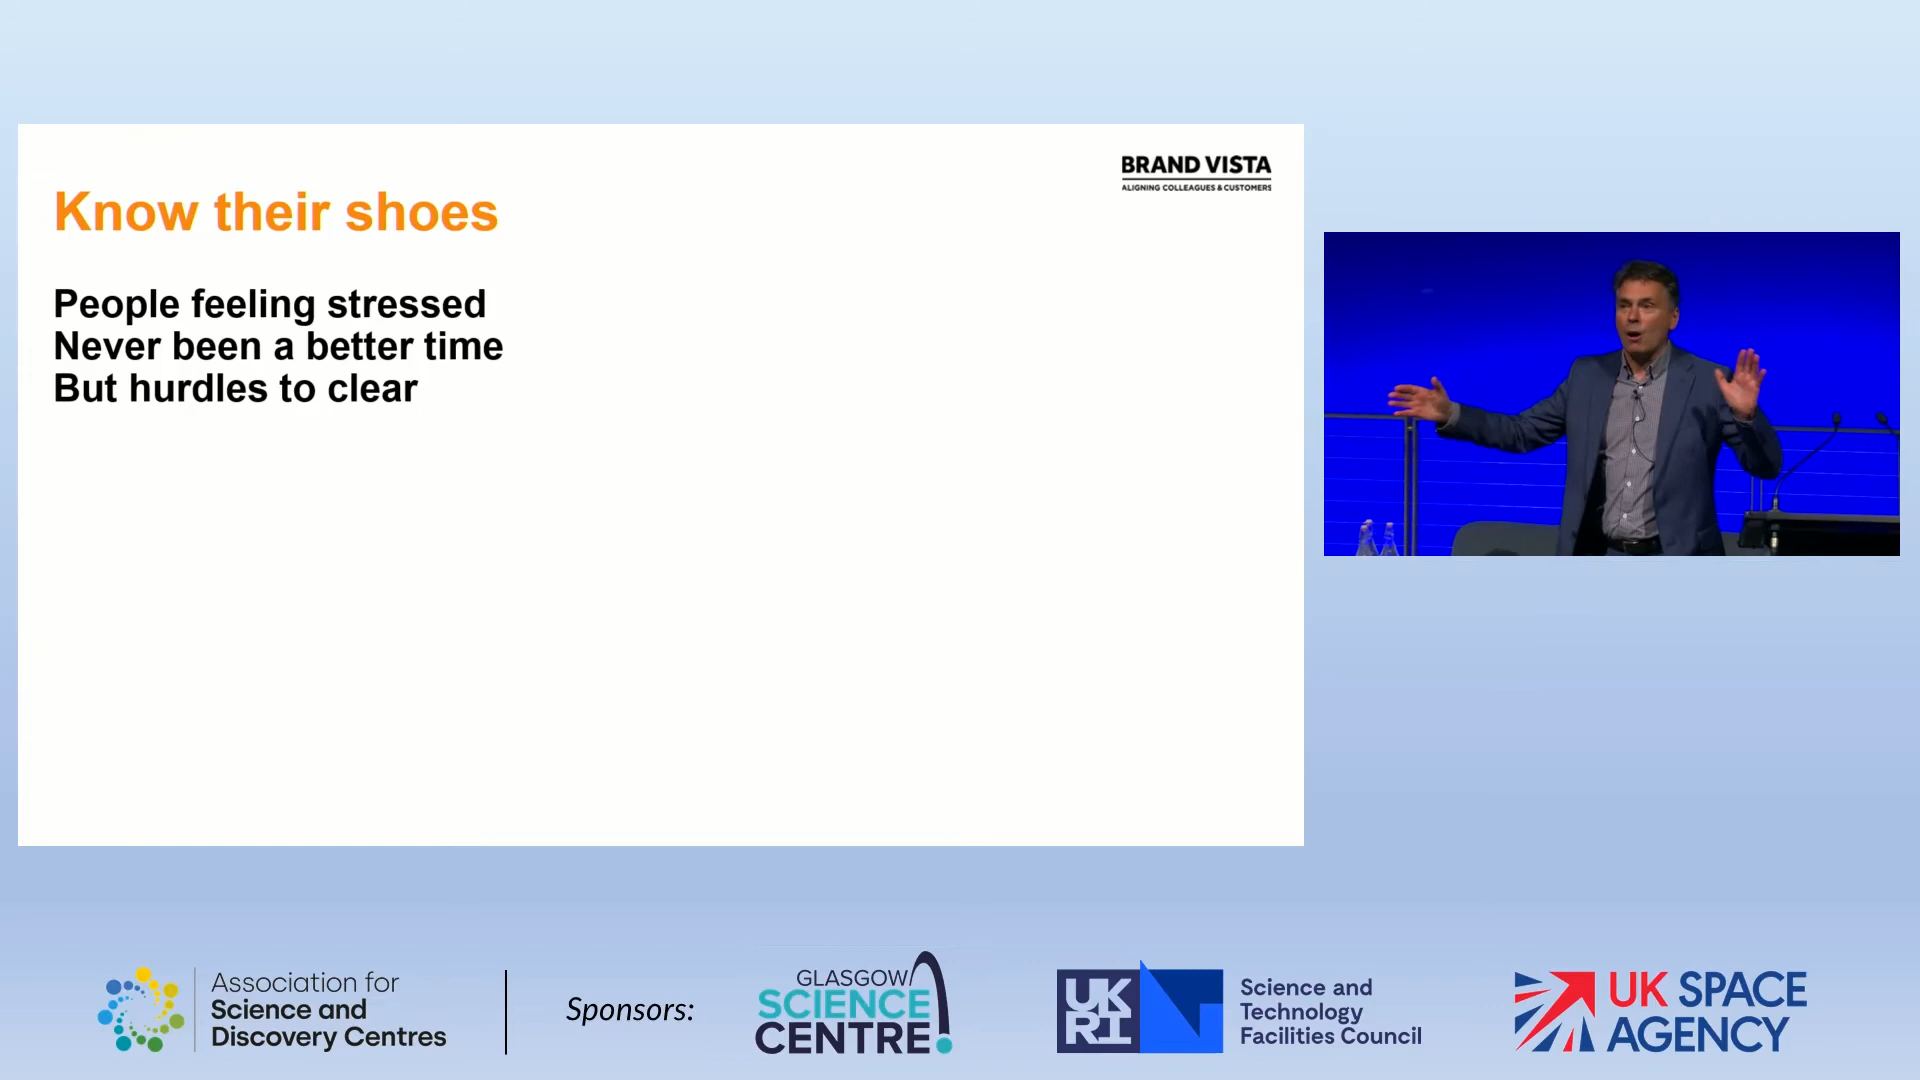 BRAND VISTA
ALIGNING COLLEAGUES & CUSTOMERS
Know their shoes
People feeling stressed
Never been a better time
But hurdles to clear
Association for
Science and
Discovery Centres
Sponsors:
GLASGOW
SCIENCE
CENTRE
UK
RI
Science and
Technology
Facilities Council
UK SPACE
AGENCY